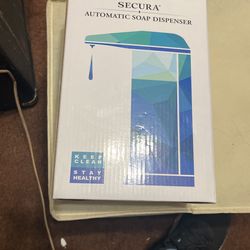 SECURA®
AUTOMATIC SOAP DISPENSER
KEEP
CLEAN
STAY
HEALTHY